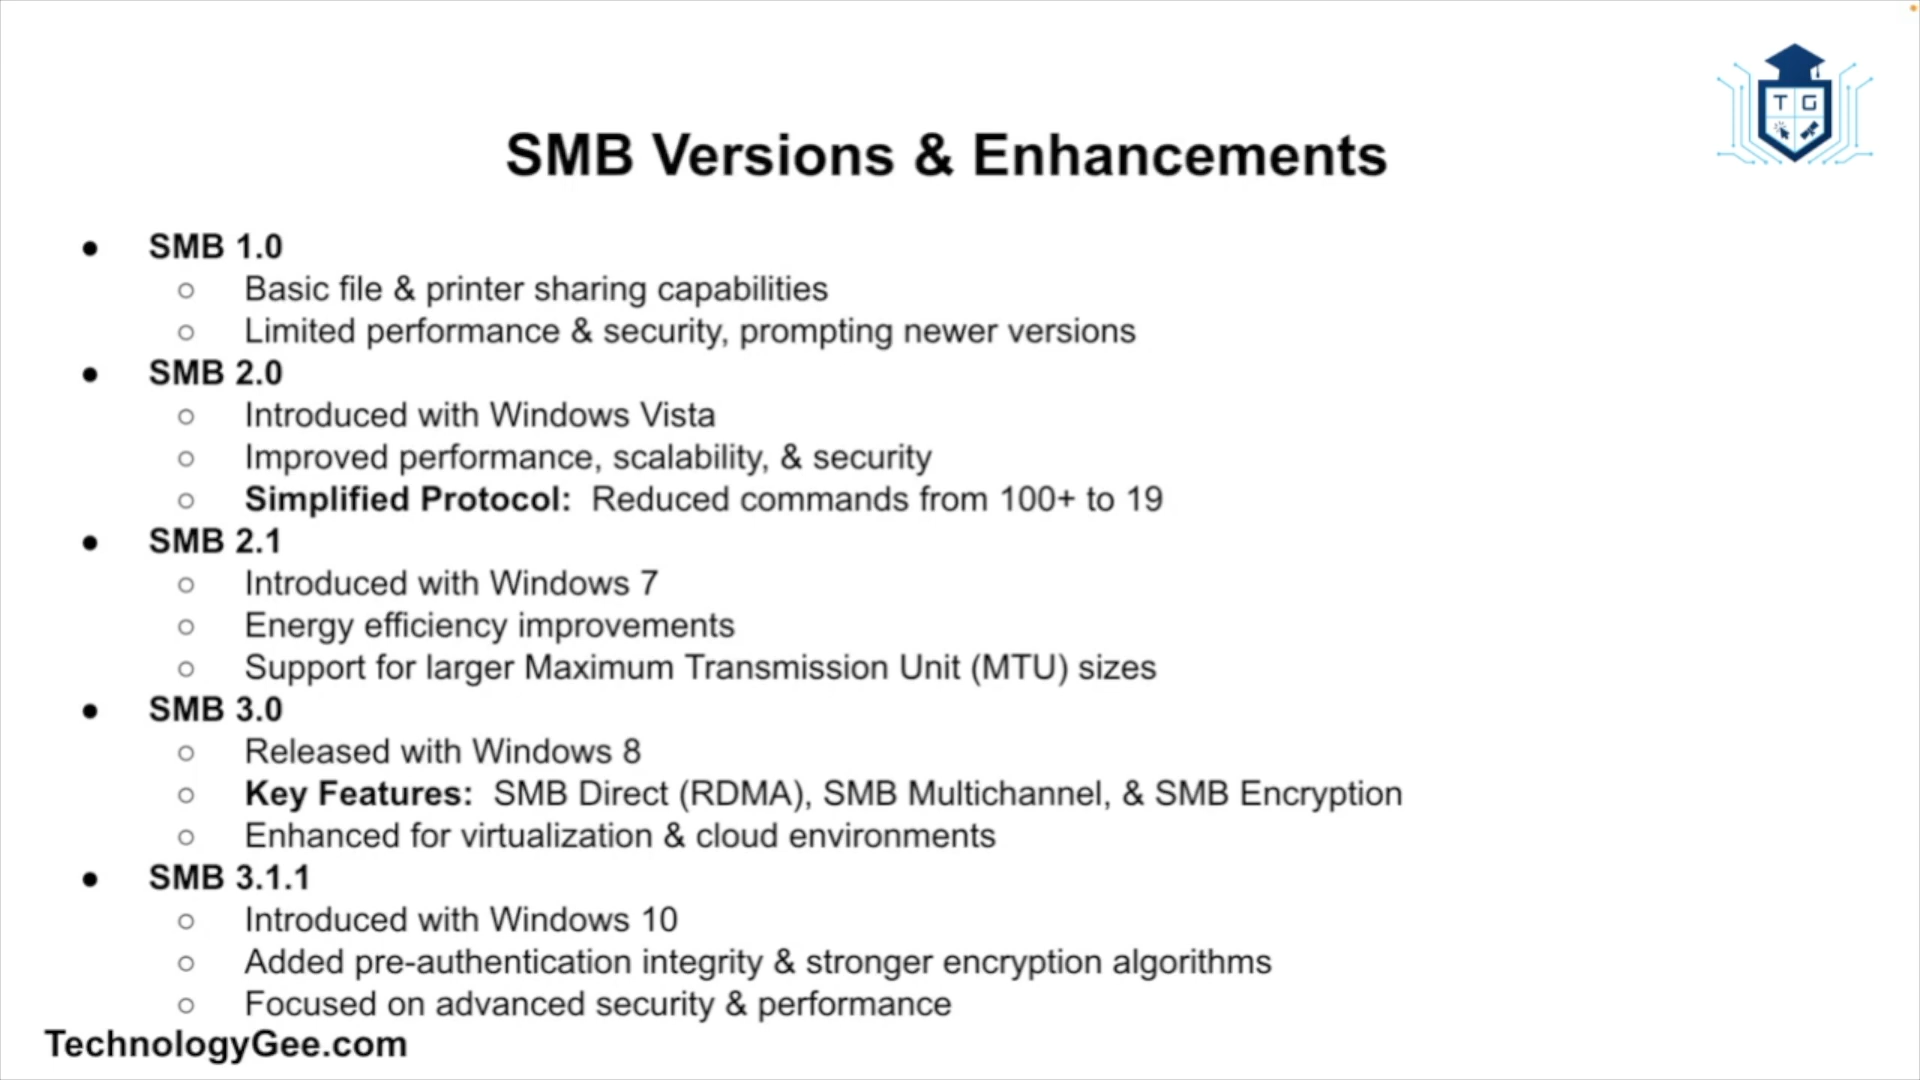 T G
SMB Versions & Enhancements
● SMB 1.0
○ Basic file & printer sharing capabilities
○ Limited performance & security, prompting newer versions
● SMB 2.0
○ Introduced with Windows Vista
○ Improved performance, scalability, & security
○ Simplified Protocol: Reduced commands from 100+ to 19
● SMB 2.1
○ Introduced with Windows 7
○ Energy efficiency improvements
○ Support for larger Maximum Transmission Unit (MTU) sizes
● SMB 3.0
○ Released with Windows 8
○ Key Features: SMB Direct (RDMA), SMB Multichannel, & SMB Encryption
○ Enhanced for virtualization & cloud environments
● SMB 3.1.1
○ Introduced with Windows 10
○ Added pre-authentication integrity & stronger encryption algorithms
○ Focused on advanced security & performance
TechnologyGee.com